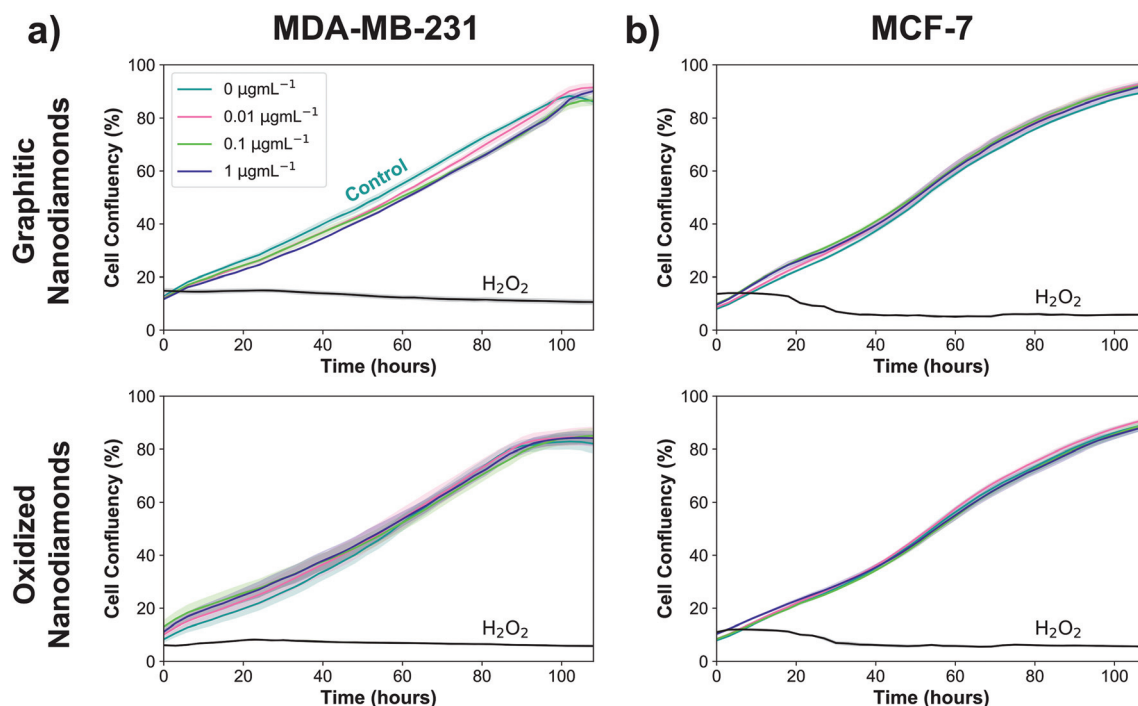 a) MDA-MB-231
b) MCF-7
Graphitic
Nanodiamonds
Cell Confluency (%)
100
80
60
40
20
0
0 µgmL⁻¹
0.01 µgmL⁻¹
0.1 µgmL⁻¹
1 µgmL⁻¹
Control
H₂O₂
0 20 40 60 80 100
Time (hours)
Cell Confluency (%)
100
80
60
40
20
0
H₂O₂
0 20 40 60 80 100
Time (hours)
Oxidized
Nanodiamonds
Cell Confluency (%)
100
80
60
40
20
0
H₂O₂
0 20 40 60 80 100
Time (hours)
Cell Confluency (%)
100
80
60
40
20
0
H₂O₂
0 20 40 60 80 100
Time (hours)